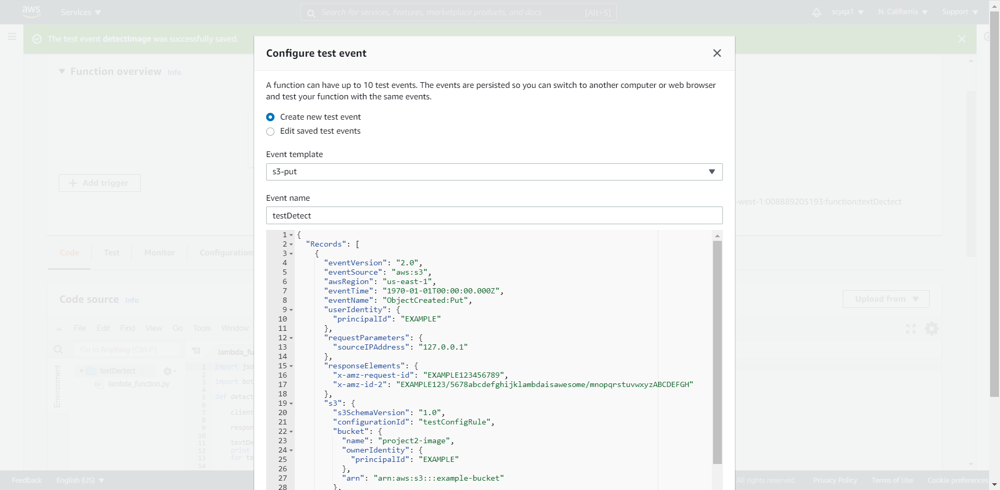 aws
Services
Search for services, features, marketplace products, and docs
[Alt+S]
scyqa1
N. California
Support
The test event detectImage was successfully saved.
Function overview Info
Add trigger
-west-1:008889205193:function:textDectect
Code
Test
Monitor
Configuration
Code source Info
Upload from
File Edit Find View Go Tools Window
Go to Anything (Ctrl-P)
lambda_fu
Environment
textDectect
lambda_function.py
1 import jso
2
3 import bot
4
5 def detect
6
7 client
8
9 respon
10
11 textDe
12 print
13 for te
14
Configure test event
A function can have up to 10 test events. The events are persisted so you can switch to another computer or web browser
and test your function with the same events.
Create new test event
Edit saved test events
Event template
s3-put
Event name
testDetect
1 {
2 "Records": [
3 {
4 "eventVersion": "2.0",
5 "eventSource": "aws:s3",
6 "awsRegion": "us-east-1",
7 "eventTime": "1970-01-01T00:00:00.000Z",
8 "eventName": "ObjectCreated:Put",
9 "userIdentity": {
10 "principalId": "EXAMPLE"
11 },
12 "requestParameters": {
13 "sourceIPAddress": "127.0.0.1"
14 },
15 "responseElements": {
16 "x-amz-request-id": "EXAMPLE123456789",
17 "x-amz-id-2": "EXAMPLE123/5678abcdefghijklambdaisawesome/mnopqrstuvwxyzABCDEFGH"
18 },
19 "s3": {
20 "s3SchemaVersion": "1.0",
21 "configurationId": "testConfigRule",
22 "bucket": {
23 "name": "project2-image",
24 "ownerIdentity": {
25 "principalId": "EXAMPLE"
26 },
27 "arn": "arn:aws:s3:::example-bucket"
28 },
Feedback
English (US)
All rights reserved.
Privacy Policy
Terms of Use
Cookie preferences